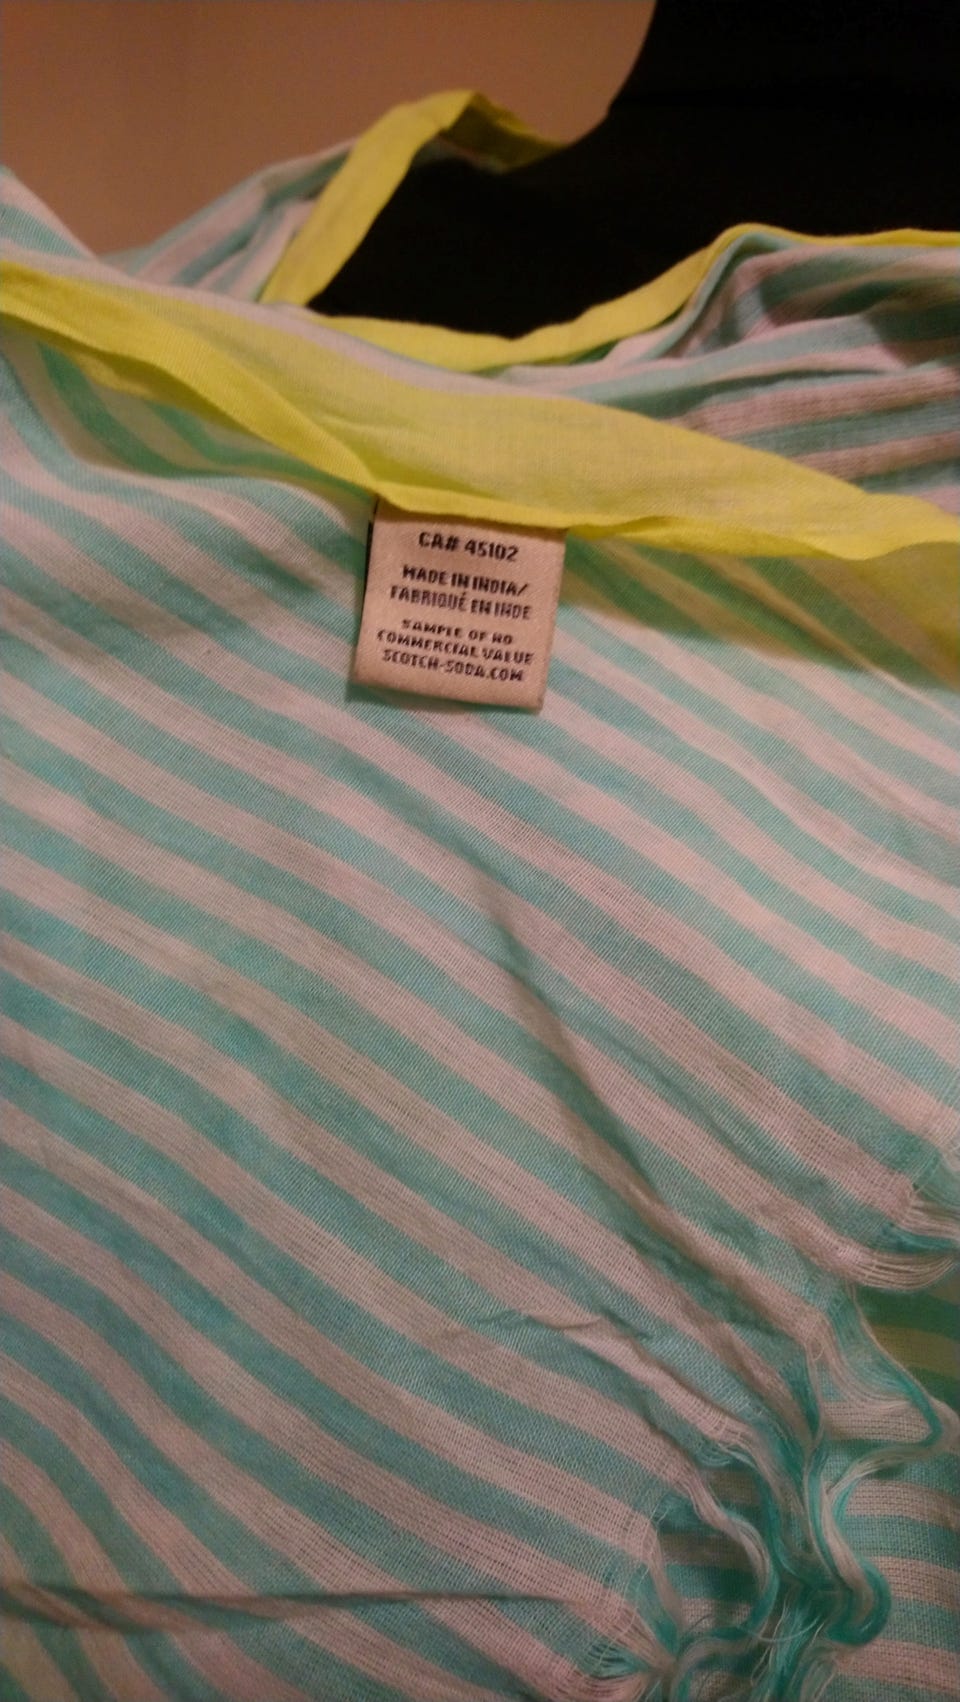 CA# 45102
MADE IN INDIA/
FABRIQUÉ EN INDE
SAMPLE OF NO
COMMERCIAL VALUE
SCOTCH-SODA.COM